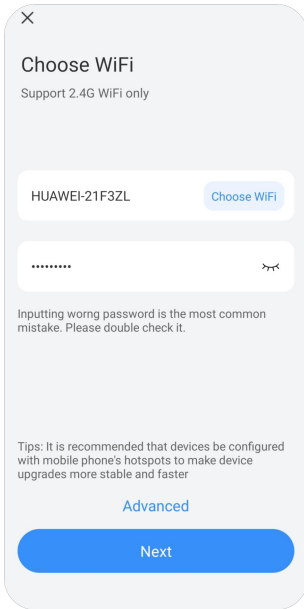 Choose WiFi
Support 2.4G WiFi only
HUAWEI-21F3ZL
Choose WiFi
•••••••••
Inputting worng password is the most common
mistake. Please double check it.
Tips: It is recommended that devices be configured
with mobile phone's hotspots to make device
upgrades more stable and faster
Advanced
Next